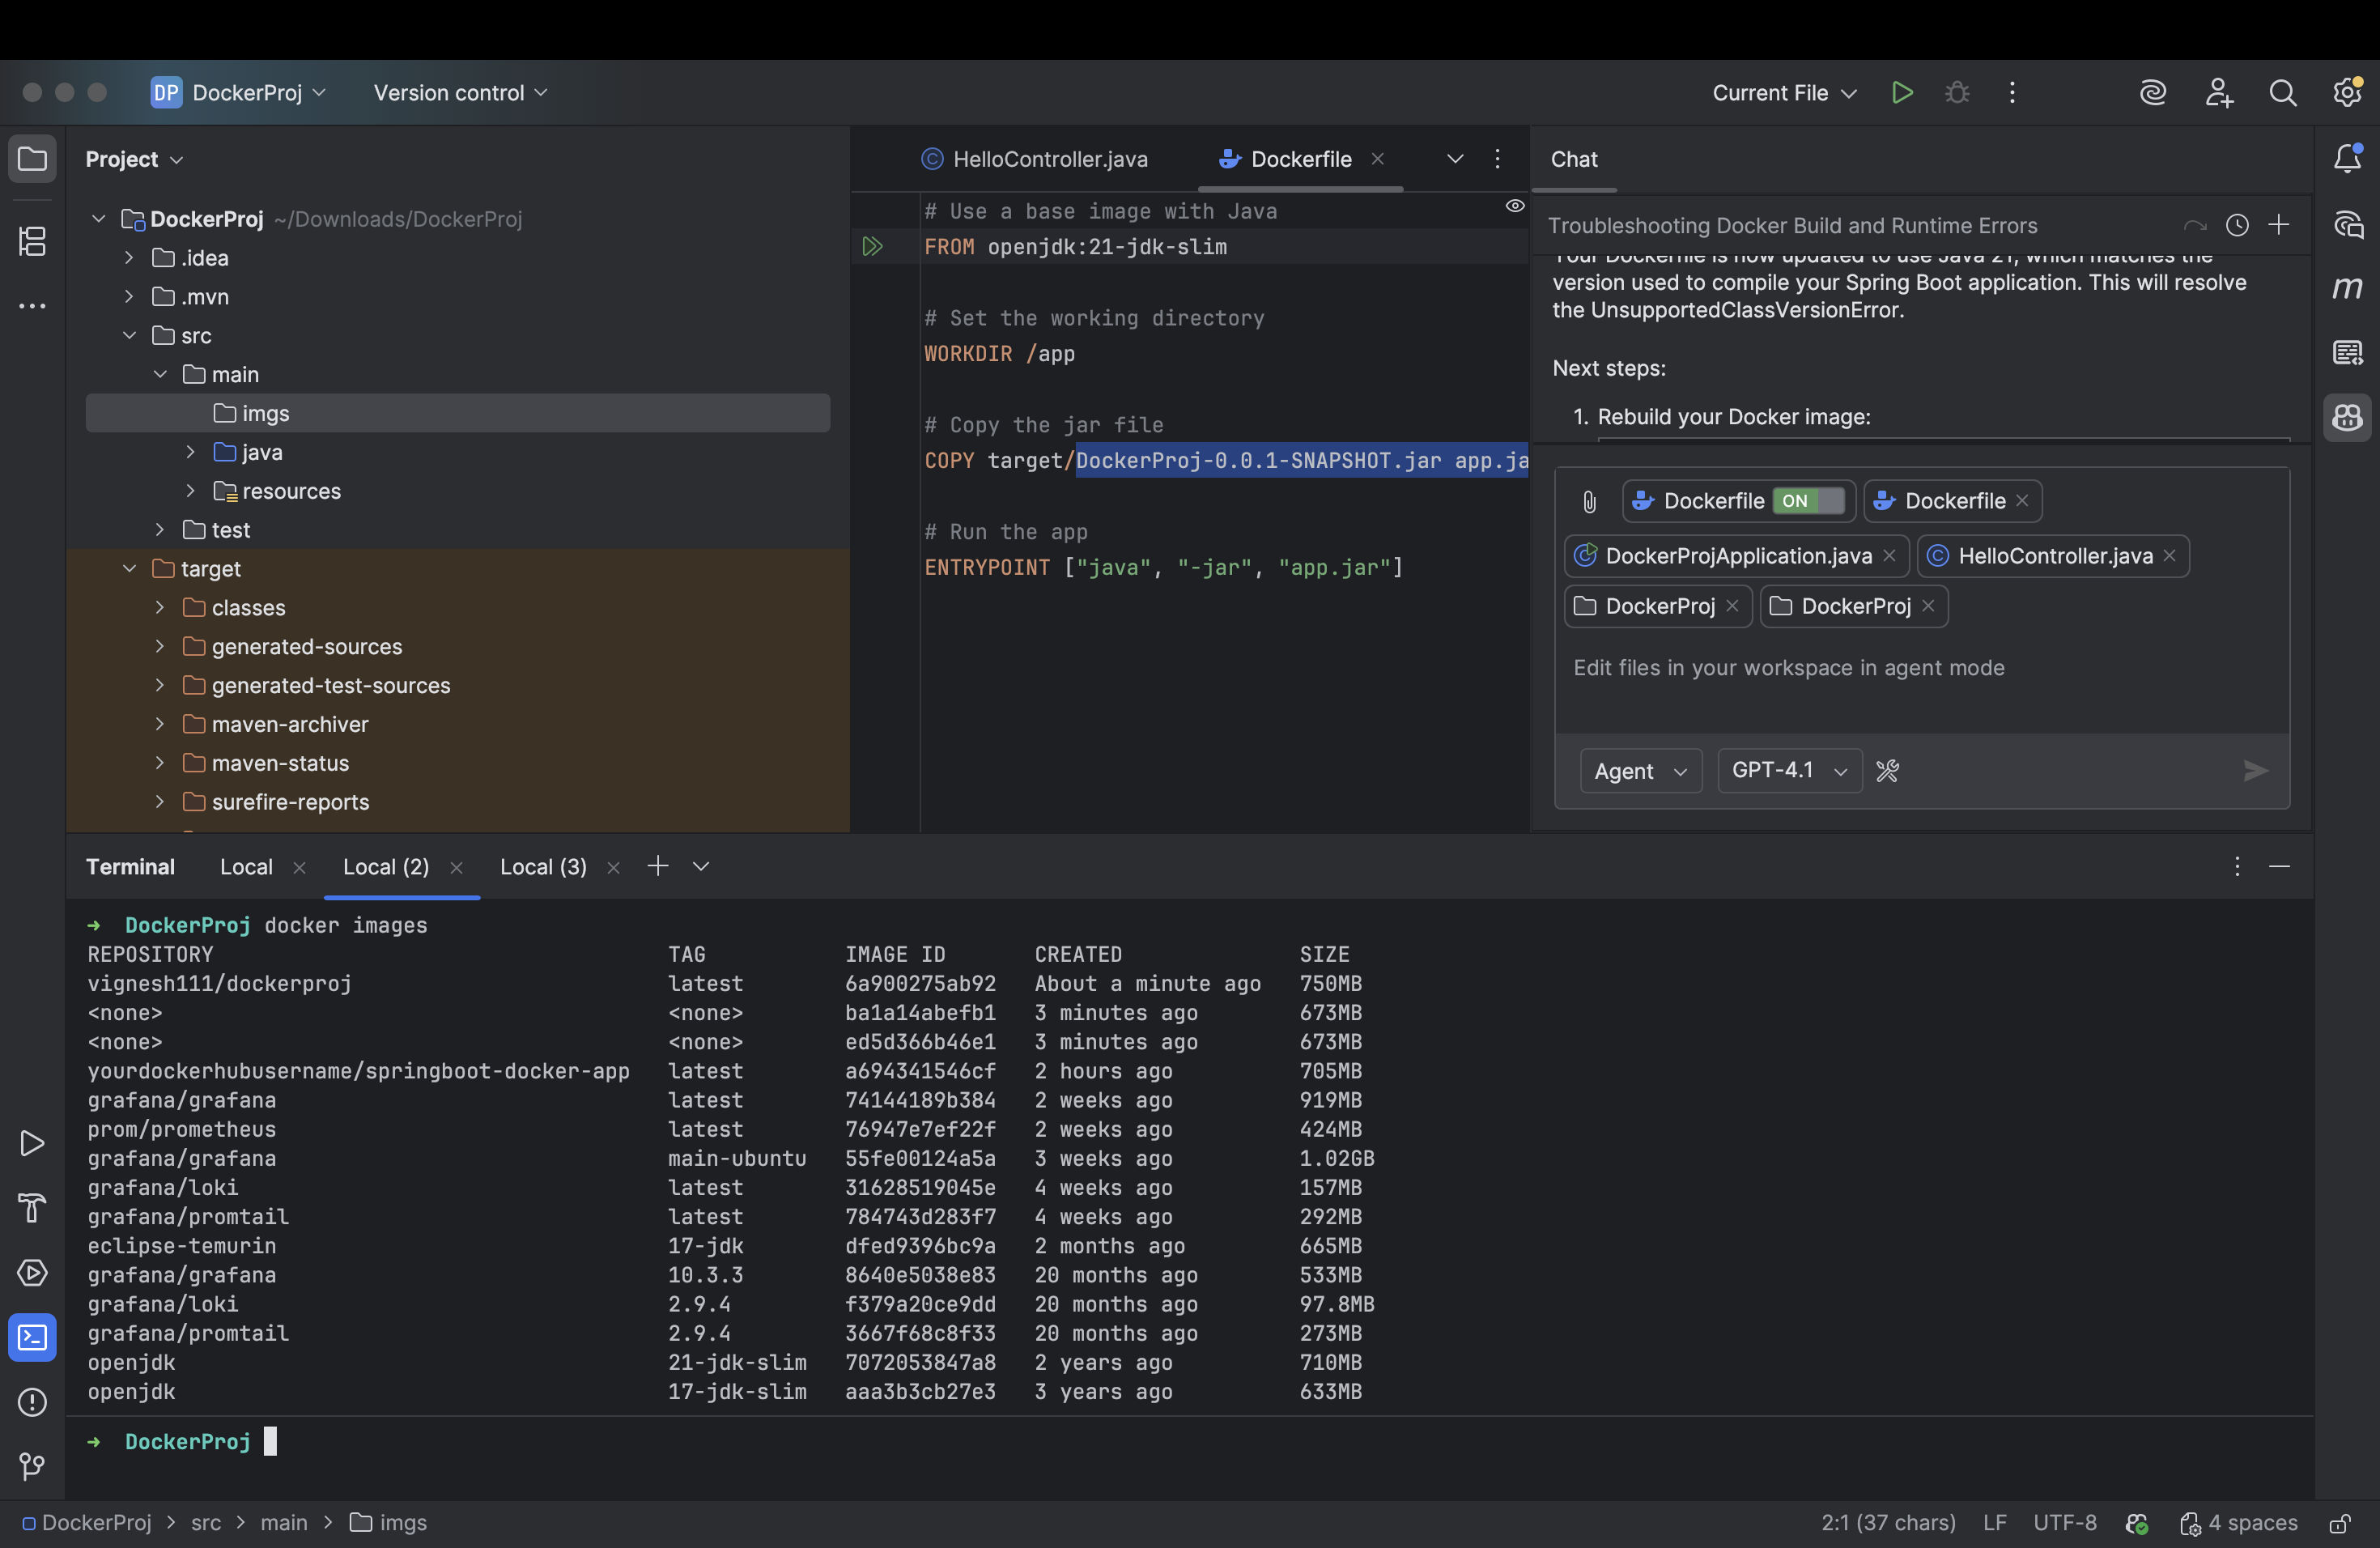 DP DockerProj Version control Current File
Project
DockerProj ~/Downloads/DockerProj
.idea
.mvn
src
main
imgs
java
resources
test
target
classes
generated-sources
generated-test-sources
maven-archiver
maven-status
surefire-reports
HelloController.java Dockerfile
# Use a base image with Java
FROM openjdk:21-jdk-slim
# Set the working directory
WORKDIR /app
# Copy the jar file
COPY target/DockerProj-0.0.1-SNAPSHOT.jar app.ja
# Run the app
ENTRYPOINT ["java", "-jar", "app.jar"]
Chat
Troubleshooting Docker Build and Runtime Errors
Your Dockerfile is now updated to use Java 21, which matches the
version used to compile your Spring Boot application. This will resolve
the UnsupportedClassVersionError.
Next steps:
1. Rebuild your Docker image:
Dockerfile ON Dockerfile
DockerProjApplication.java HelloController.java
DockerProj DockerProj
Edit files in your workspace in agent mode
Agent GPT-4.1
Terminal Local Local (2) Local (3)
→ DockerProj docker images
REPOSITORY TAG IMAGE ID CREATED SIZE
vignesh111/dockerproj latest 6a900275ab92 About a minute ago 750MB
<none> <none> ba1a14abefb1 3 minutes ago 673MB
<none> <none> ed5d366b46e1 3 minutes ago 673MB
yourdockerhubusername/springboot-docker-app latest a694341546cf 2 hours ago 705MB
grafana/grafana latest 74144189b384 2 weeks ago 919MB
prom/prometheus latest 76947e7ef22f 2 weeks ago 424MB
grafana/grafana main-ubuntu 55fe00124a5a 3 weeks ago 1.02GB
grafana/loki latest 31628519045e 4 weeks ago 157MB
grafana/promtail latest 784743d283f7 4 weeks ago 292MB
eclipse-temurin 17-jdk dfed9396bc9a 2 months ago 665MB
grafana/grafana 10.3.3 8640e5038e83 20 months ago 533MB
grafana/loki 2.9.4 f379a20ce9dd 20 months ago 97.8MB
grafana/promtail 2.9.4 3667f68c8f33 20 months ago 273MB
openjdk 21-jdk-slim 7072053847a8 2 years ago 710MB
openjdk 17-jdk-slim aaa3b3cb27e3 3 years ago 633MB
→ DockerProj
DockerProj > src > main > imgs 2:1 (37 chars) LF UTF-8 4 spaces